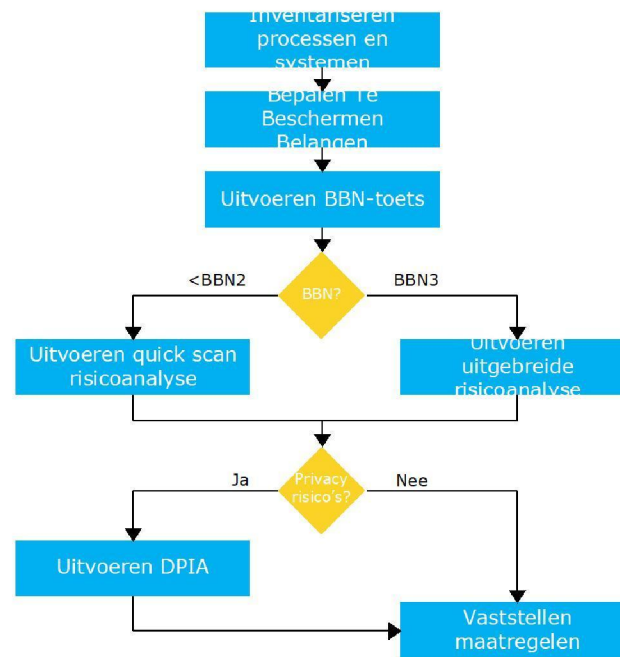 Inventariseren
processen en
systemen
Bepalen Te
Beschermen
Belangen
Uitvoeren BBN-toets
<BBN2
BBN?
BBN3
Uitvoeren quick scan
risicoanalyse
Uitvoeren
uitgebreide
risicoanalyse
Ja
Privacy
risico's?
Nee
Uitvoeren DPIA
Vaststellen
maatregelen